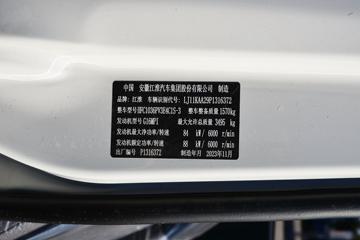 中国 安徽江淮汽车集团股份有限公司 制造
品牌: 江淮 车辆识别代号: LJ11KAA29P1316372
整车型号 HFC1036PV3E4C1S-3 整车整备质量 1570kg
发动机型号 G16MPI 最大允许总质量 3495 kg
发动机最大净功率/转速 84 kW/ 6000 r/min
发动机额定功率/转速 88 kW/ 6000 r/min
出厂编号 P1316372 制造年月 2023年11月